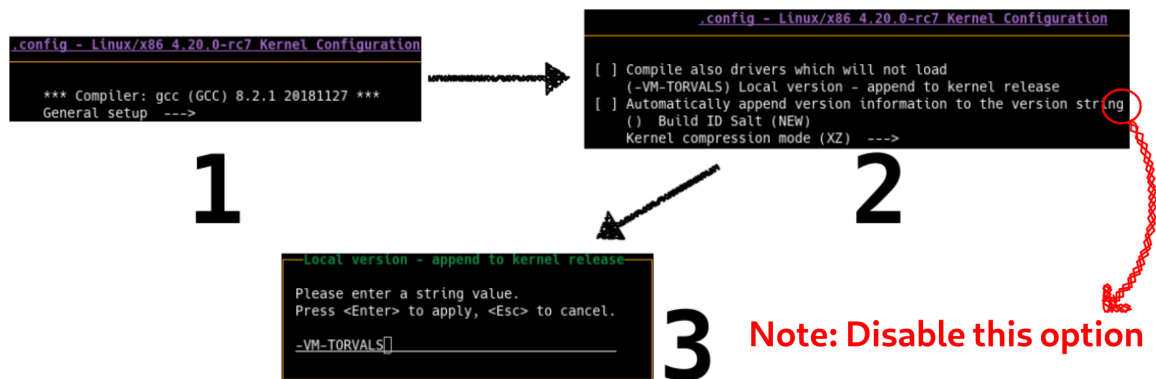 .config - Linux/x86 4.20.0-rc7 Kernel Configuration
*** Compiler: gcc (GCC) 8.2.1 20181127 ***
General setup --->
1
.config - Linux/x86 4.20.0-rc7 Kernel Configuration
[ ] Compile also drivers which will not load
(-VM-TORVALS) Local version - append to kernel release
[ ] Automatically append version information to the version string
() Build ID Salt (NEW)
Kernel compression mode (XZ) --->
2
Local version - append to kernel release
Please enter a string value.
Press <Enter> to apply, <Esc> to cancel.
-VM-TORVALS
3
Note: Disable this option